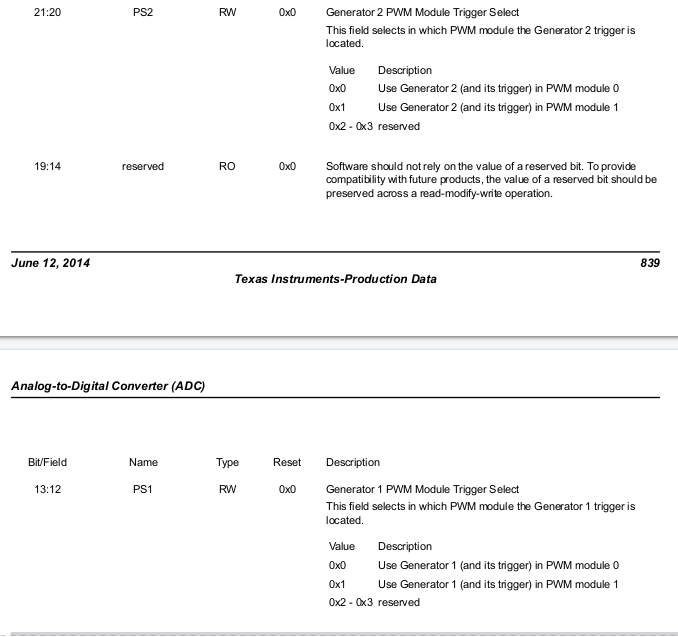 21:20 PS2 RW 0x0 Generator 2 PWM Module Trigger Select
This field selects in which PWM module the Generator 2 trigger is
located.
Value Description
0x0 Use Generator 2 (and its trigger) in PWM module 0
0x1 Use Generator 2 (and its trigger) in PWM module 1
0x2 - 0x3 reserved
19:14 reserved RO 0x0 Software should not rely on the value of a reserved bit. To provide
compatibility with future products, the value of a reserved bit should be
preserved across a read-modify-write operation.
June 12, 2014 839
Texas Instruments-Production Data
Analog-to-Digital Converter (ADC)
Bit/Field Name Type Reset Description
13:12 PS1 RW 0x0 Generator 1 PWM Module Trigger Select
This field selects in which PWM module the Generator 1 trigger is
located.
Value Description
0x0 Use Generator 1 (and its trigger) in PWM module 0
0x1 Use Generator 1 (and its trigger) in PWM module 1
0x2 - 0x3 reserved